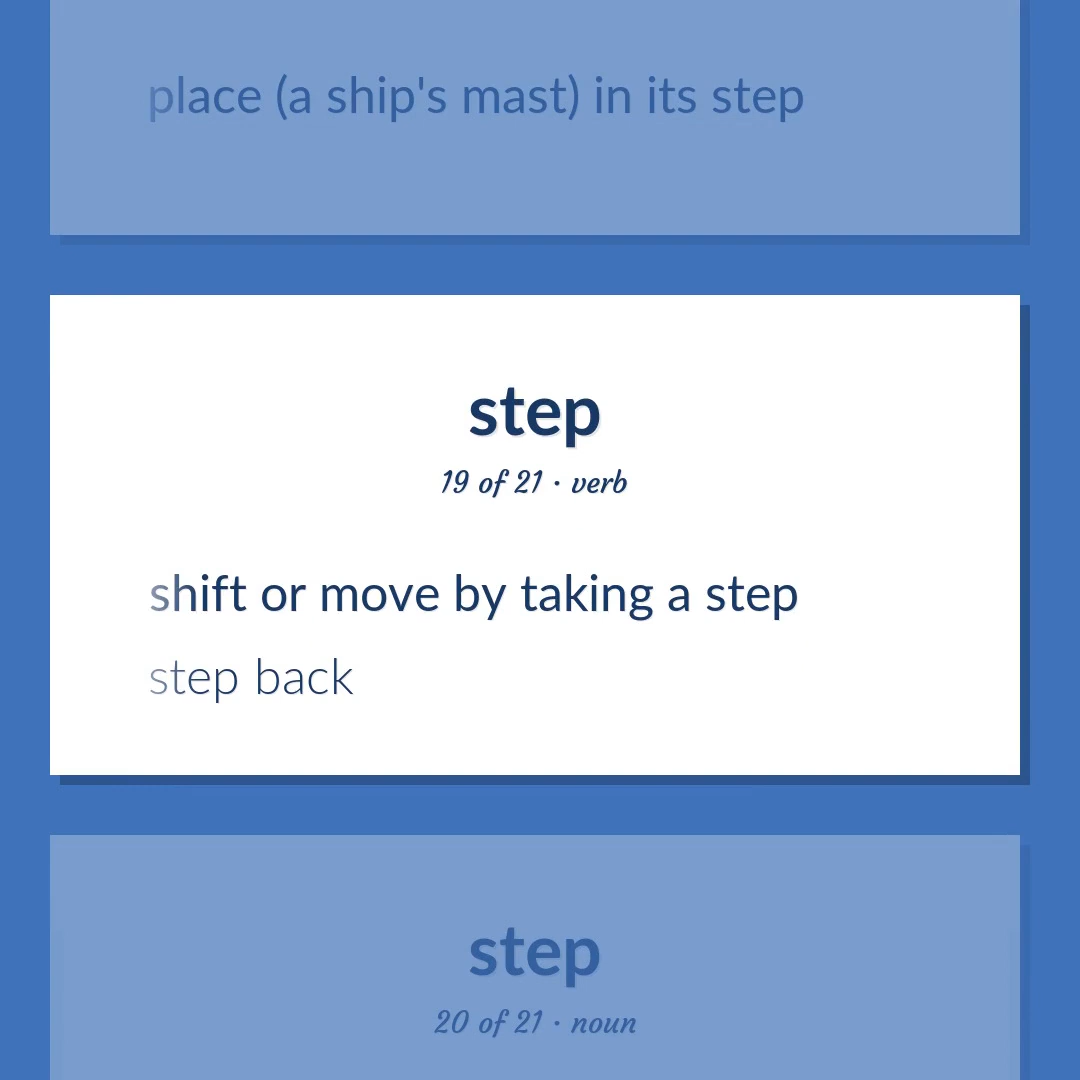 place (a ship's mast) in its step
step
19 of 21 · verb
shift or move by taking a step
step back
step
20 of 21 · noun